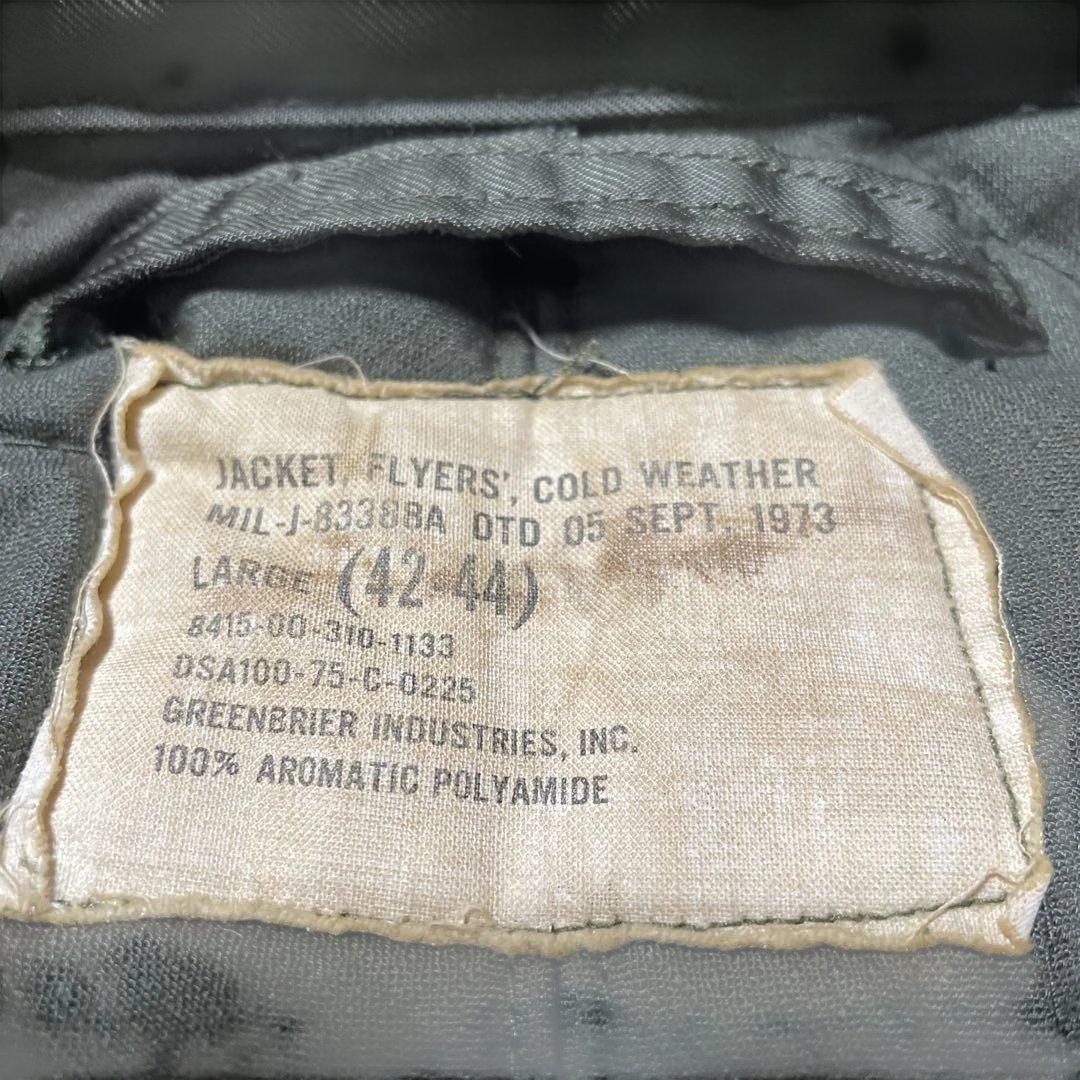 JACKET, FLYERS', COLD WEATHER
MIL-J-83388A DTD 05 SEPT. 1973
LARGE (42-44)
8415-00-310-1133
DSA100-75-C-0225
GREENBRIER INDUSTRIES, INC.
100% AROMATIC POLYAMIDE